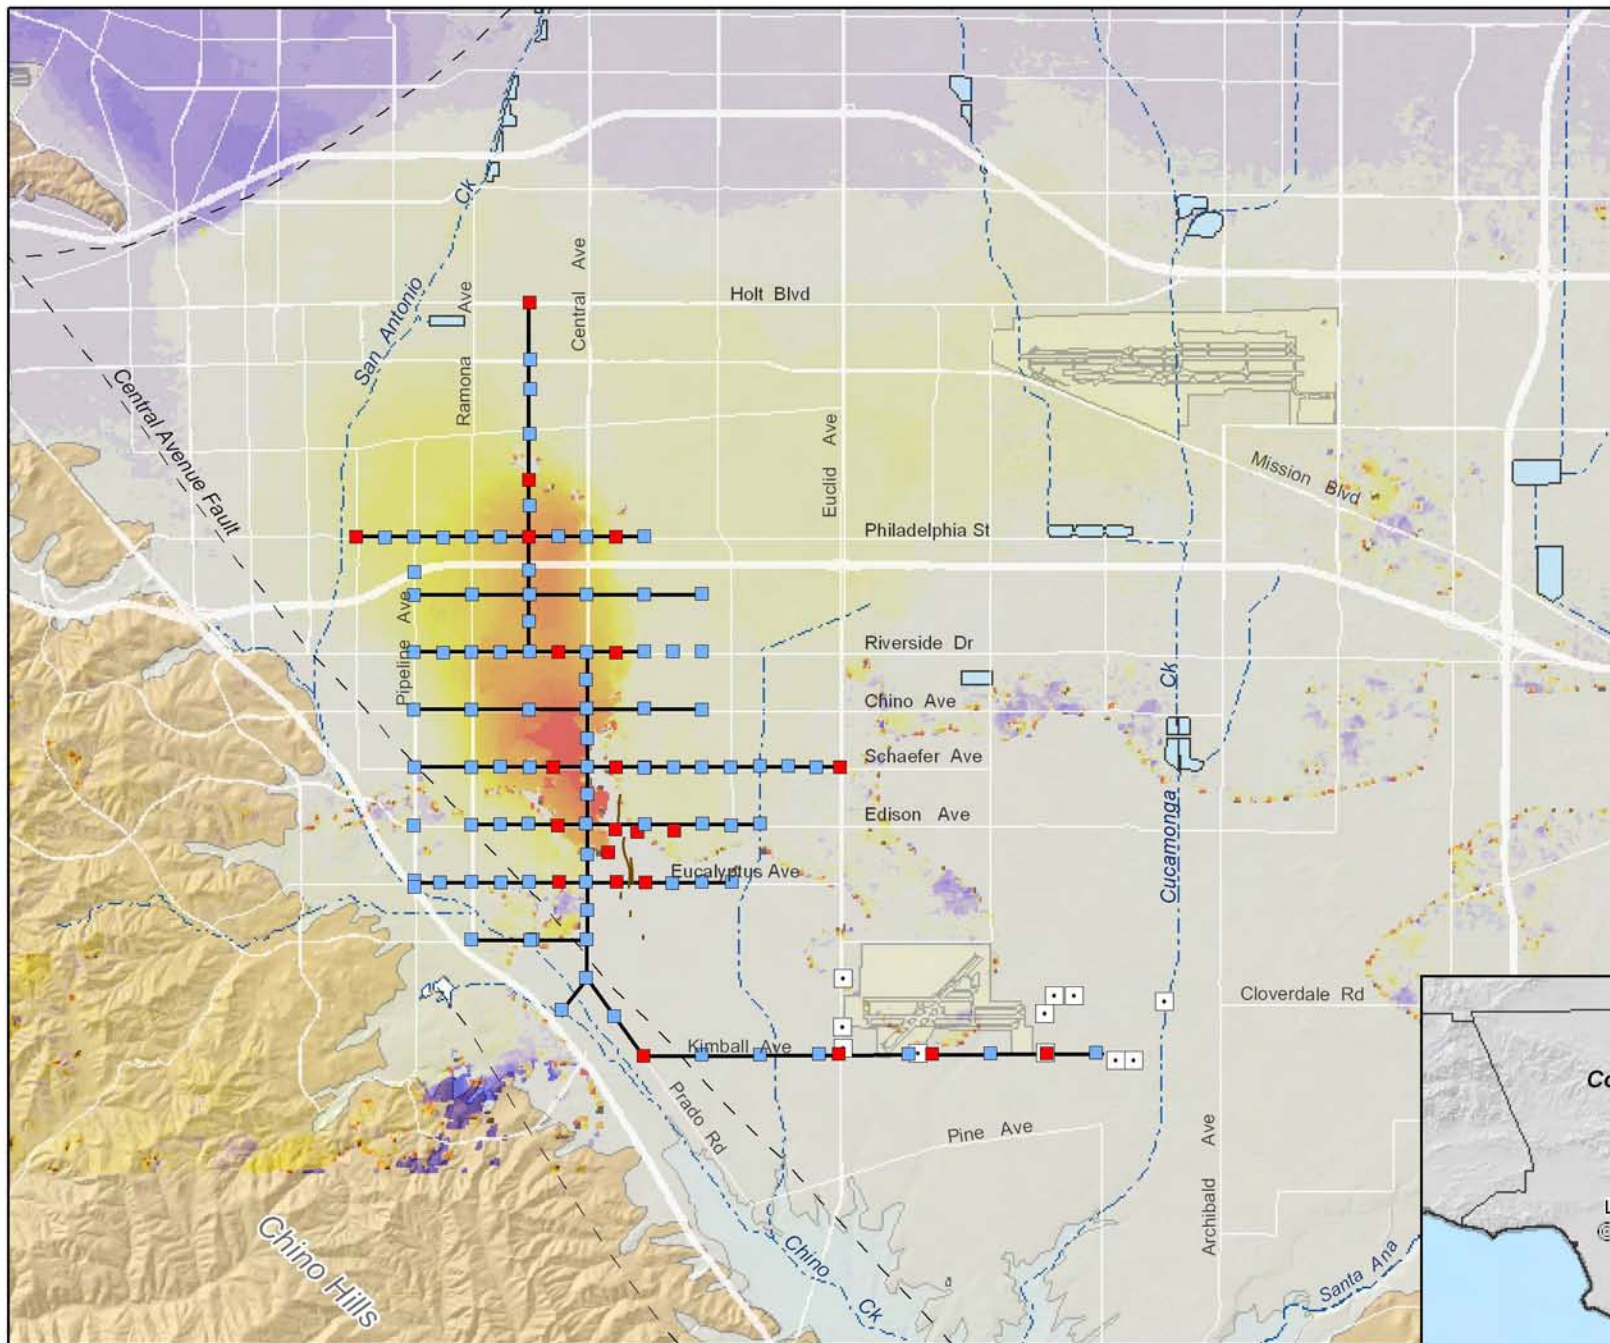 San Antonio Ck
Ramona Ave
Central Ave
Holt Blvd
Central Avenue Fault
Euclid Ave
Mission Blvd
Philadelphia St
Pipeline Ave
Riverside Dr
Chino Ave
Schaefer Ave
Edison Ave
Eucalyptus Ave
Cucamonga Ck
Cloverdale Rd
Kimball Ave
Prado Rd
Pine Ave
Archibald Ave
Chino Hills
Chino Ck
Santa Ana
Co
L